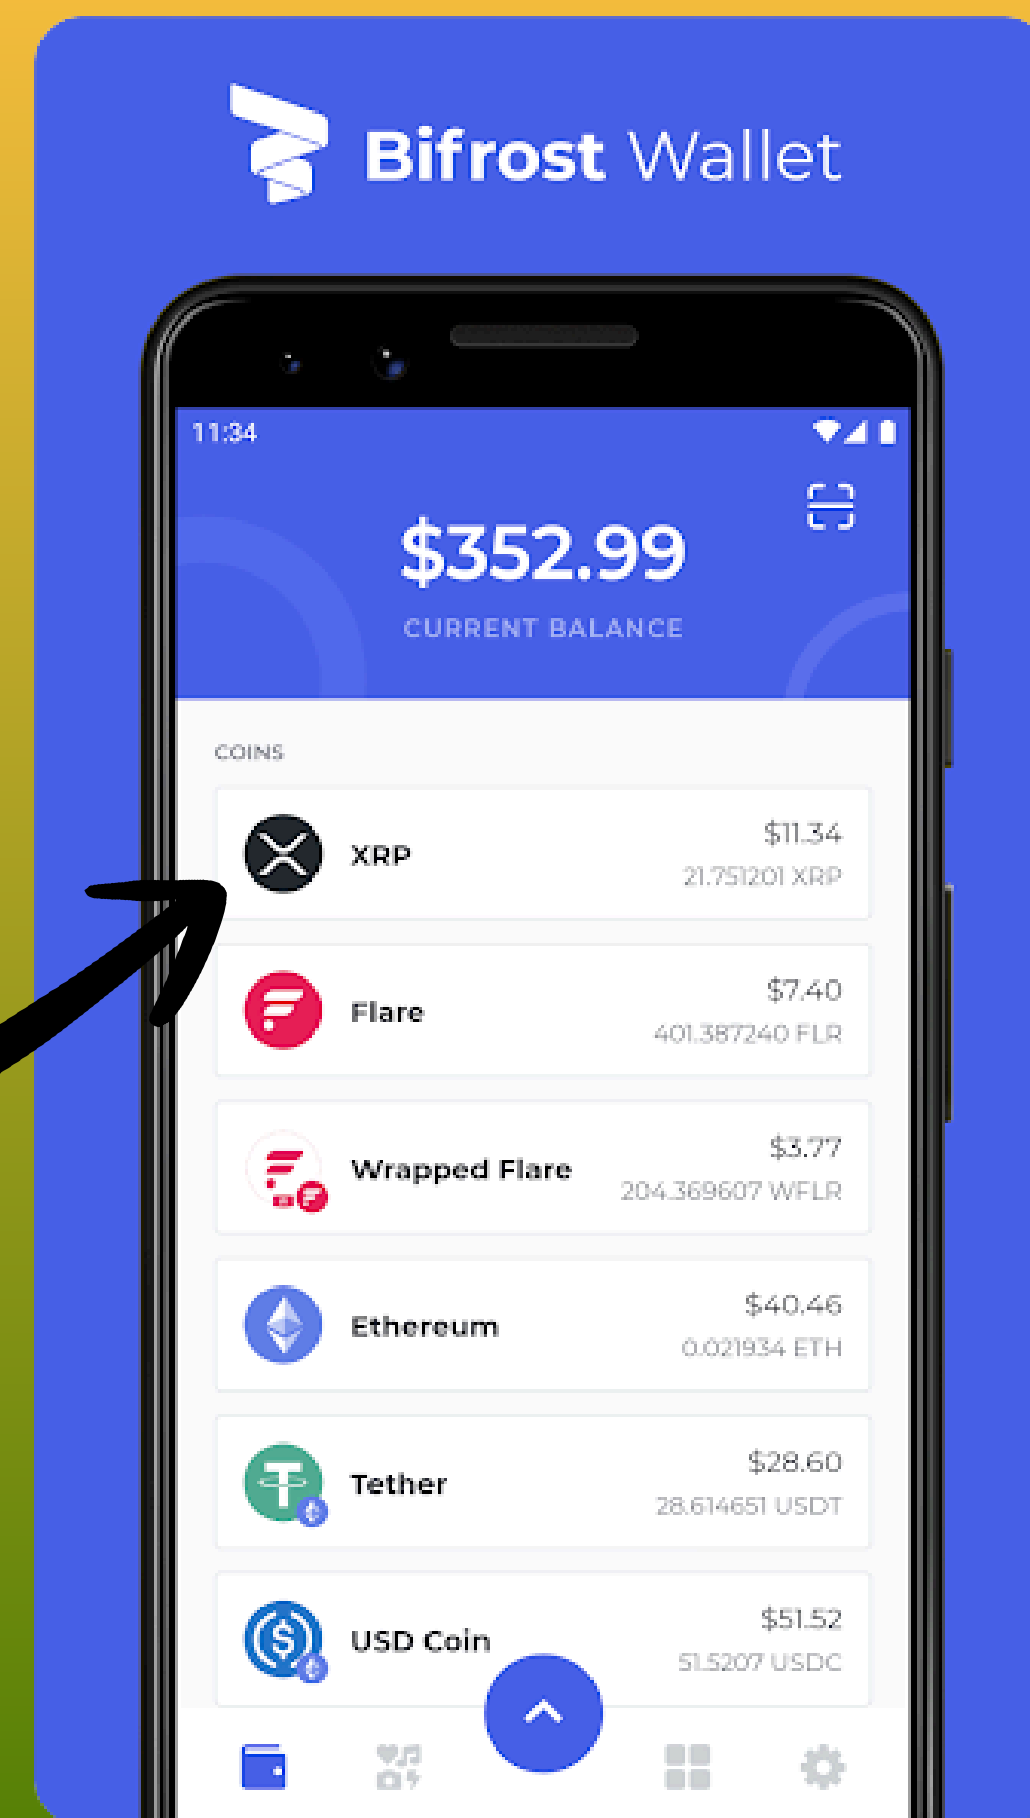 Bifrost Wallet
11:34
$352.99
CURRENT BALANCE
COINS
XRP
$11.34
21.751201 XRP
Flare
$7.40
401.387240 FLR
Wrapped Flare
$3.77
204.369607 WFLR
Ethereum
$40.46
0.021934 ETH
Tether
$28.60
28.614651 USDT
USD Coin
$51.52
51.5207 USDC